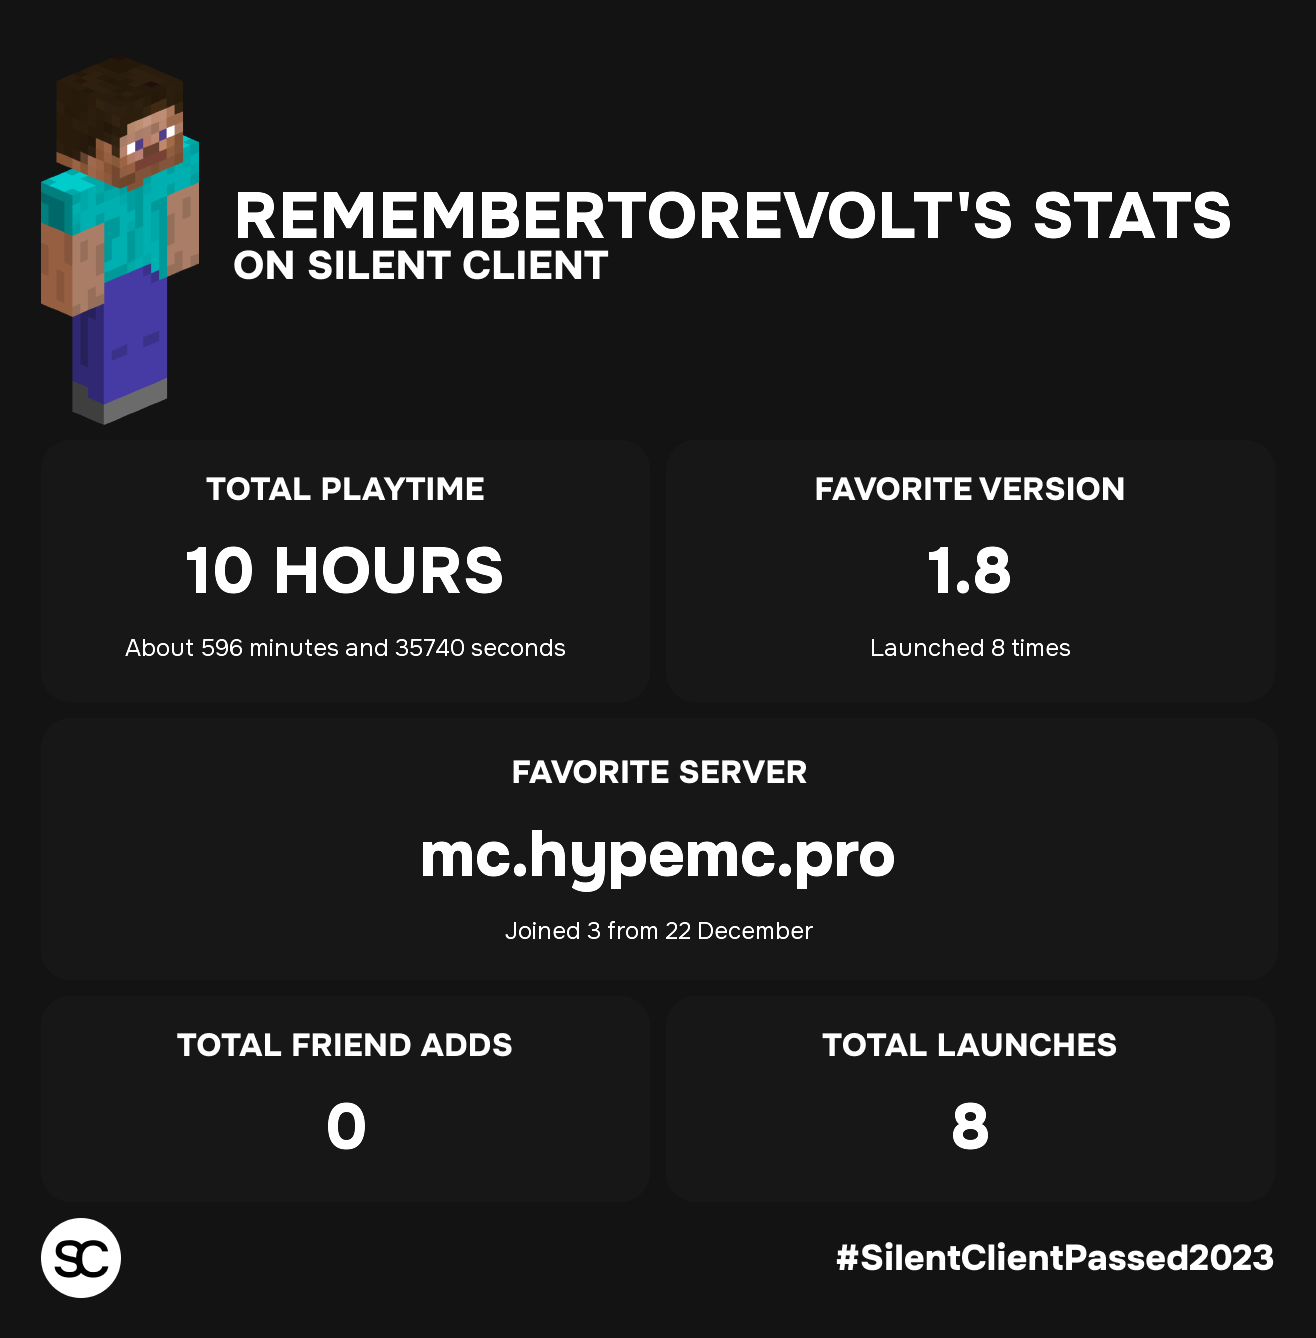 REMEMBERTOREVOLT'S STATS
ON SILENT CLIENT
TOTAL PLAYTIME
10 HOURS
About 596 minutes and 35740 seconds
FAVORITE VERSION
1.8
Launched 8 times
FAVORITE SERVER
mc.hypemc.pro
Joined 3 from 22 December
TOTAL FRIEND ADDS
0
TOTAL LAUNCHES
8
SC
#SilentClientPassed2023